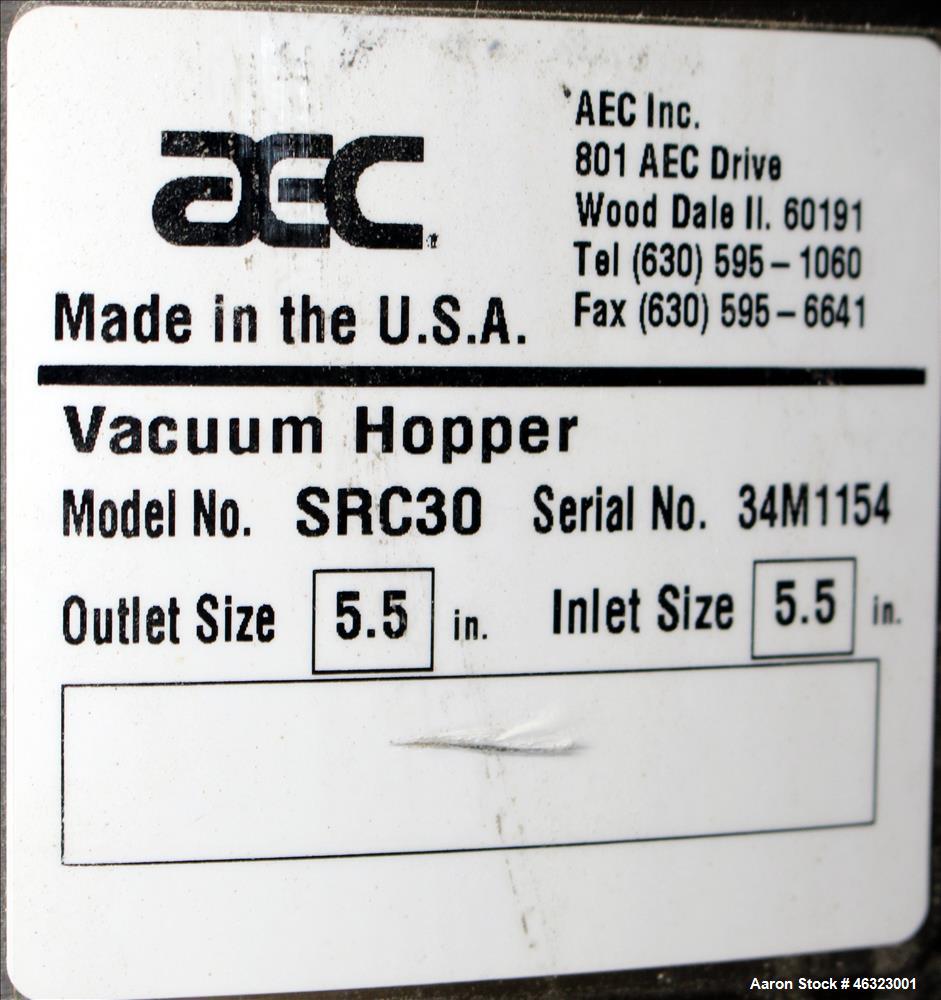 aec
AEC Inc.
801 AEC Drive
Wood Dale Il. 60191
Tel (630) 595-1060
Fax (630) 595-6641
Made in the U.S.A.
Vacuum Hopper
Model No. SRC30 Serial No. 34M1154
Outlet Size 5.5 in. Inlet Size 5.5 in.
Aaron Stock # 46323001